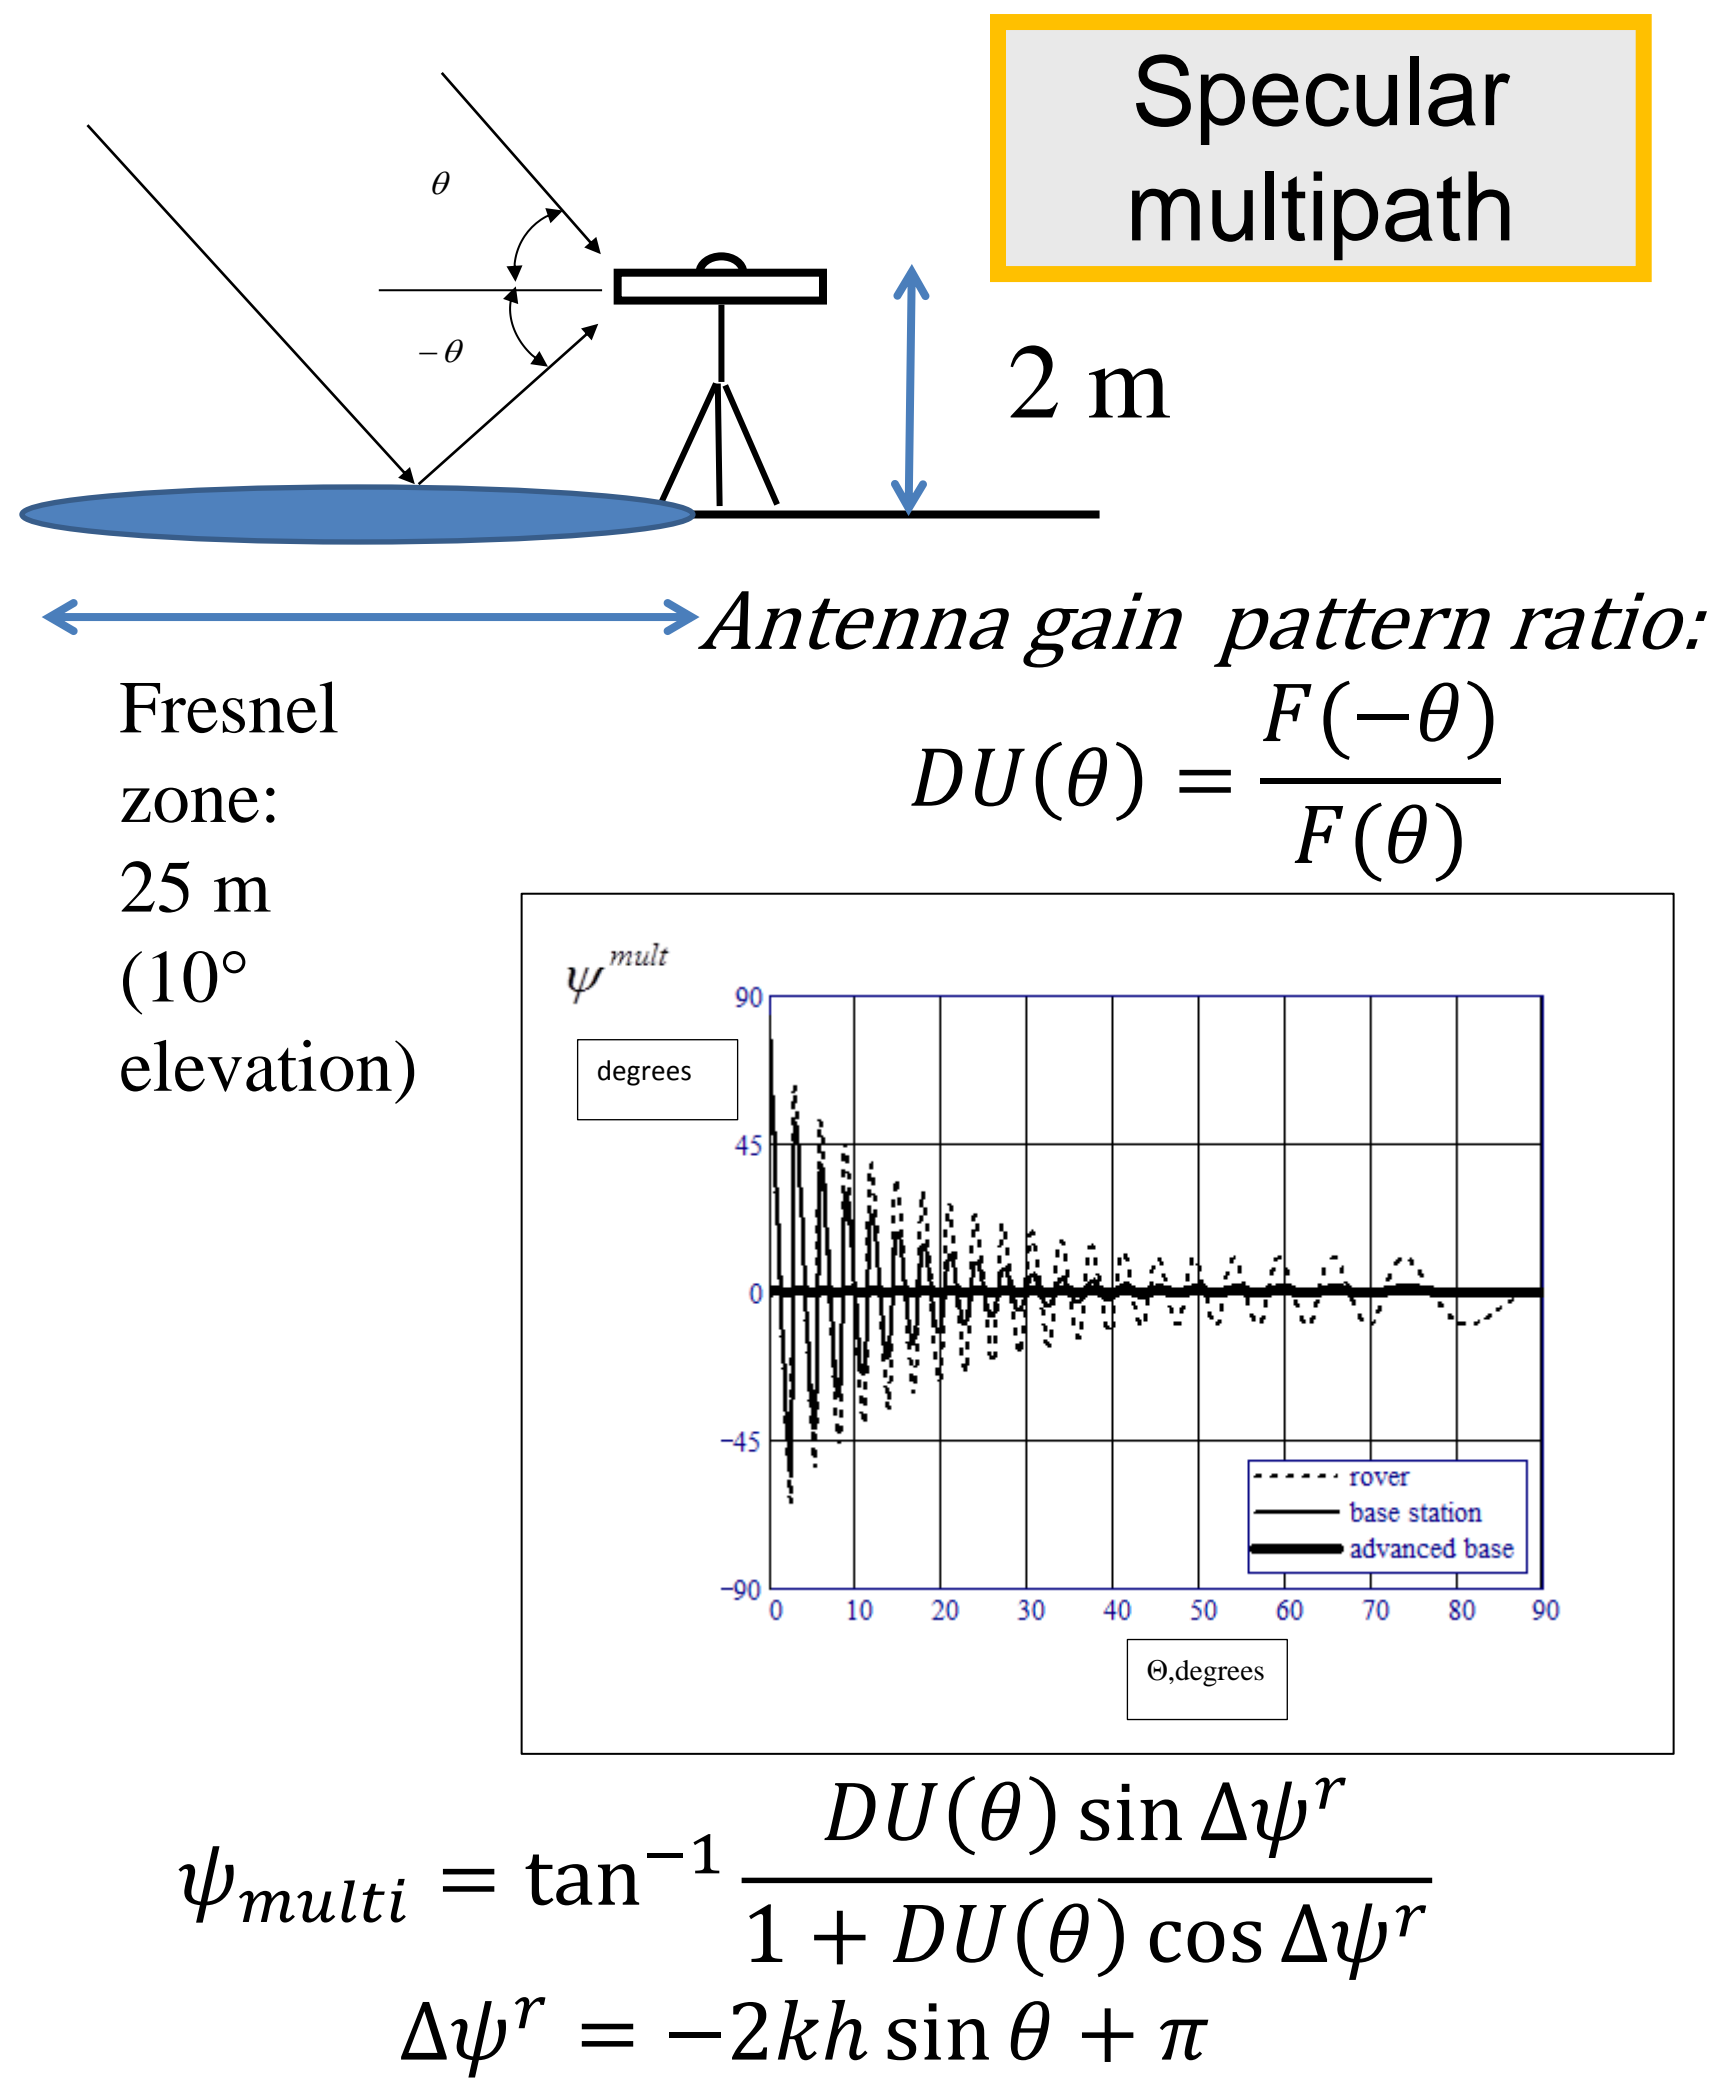 Specular
multipath
θ
−θ
2 m
Antenna gain pattern ratio:
DU(θ) = F(−θ) / F(θ)
Fresnel
zone:
25 m
(10°
elevation)
ψ^mult
degrees
90
45
0
−45
−90
0 10 20 30 40 50 60 70 80 90
rover
base station
advanced base
Θ,degrees
ψ_multi = tan⁻¹ DU(θ) sin Δψ^r / 1 + DU(θ) cos Δψ^r
Δψ^r = −2kh sin θ + π